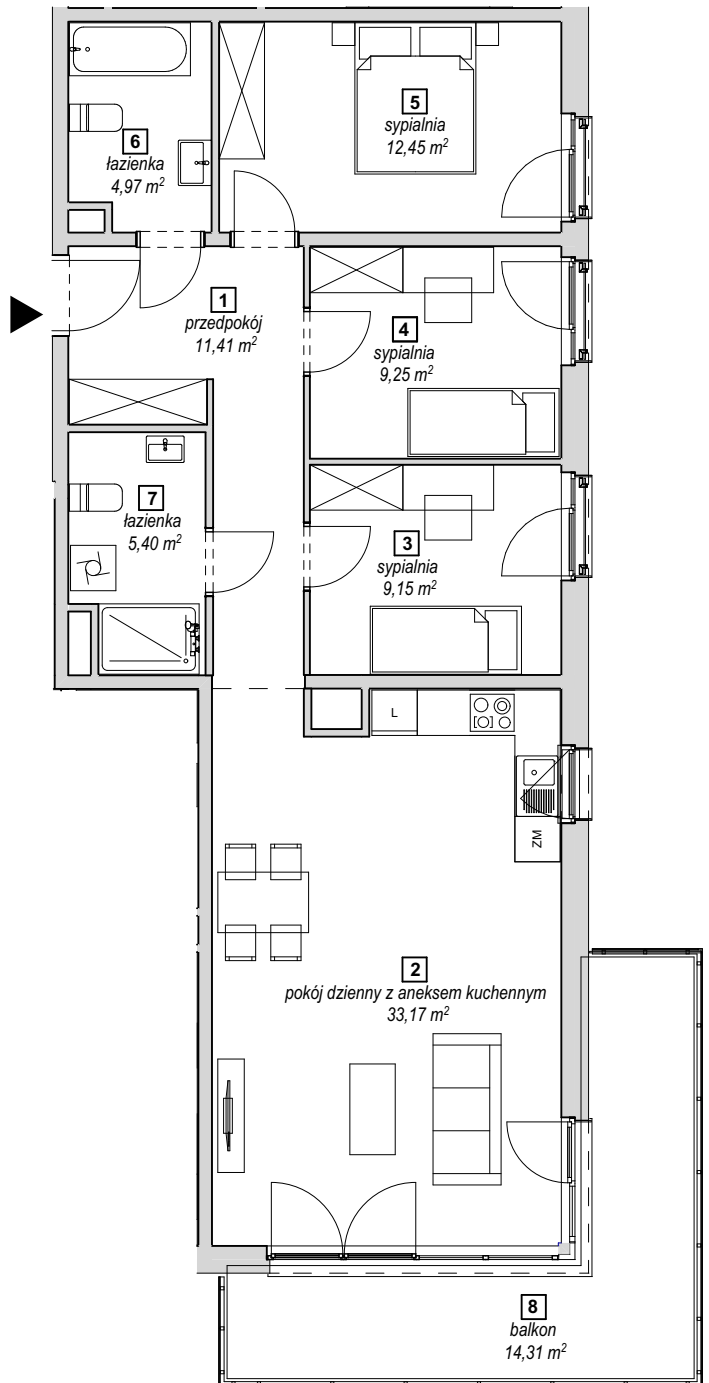 5
sypialnia
12,45 m²
6
łazienka
4,97 m²
1
przedpokój
11,41 m²
4
sypialnia
9,25 m²
7
łazienka
5,40 m²
3
sypialnia
9,15 m²
L
ZM
2
pokój dzienny z aneksem kuchennym
33,17 m²
8
balkon
14,31 m²